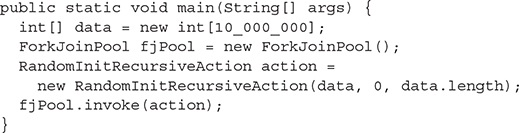 public static void main(String[] args) {
  int[] data = new int[10_000_000];
  ForkJoinPool fjPool = new ForkJoinPool();
  RandomInitRecursiveAction action =
    new RandomInitRecursiveAction(data, 0, data.length);
  fjPool.invoke(action);
}